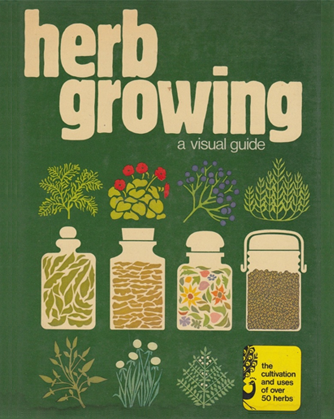 herb
growing
a visual guide
the
cultivation
and uses
of over
50 herbs